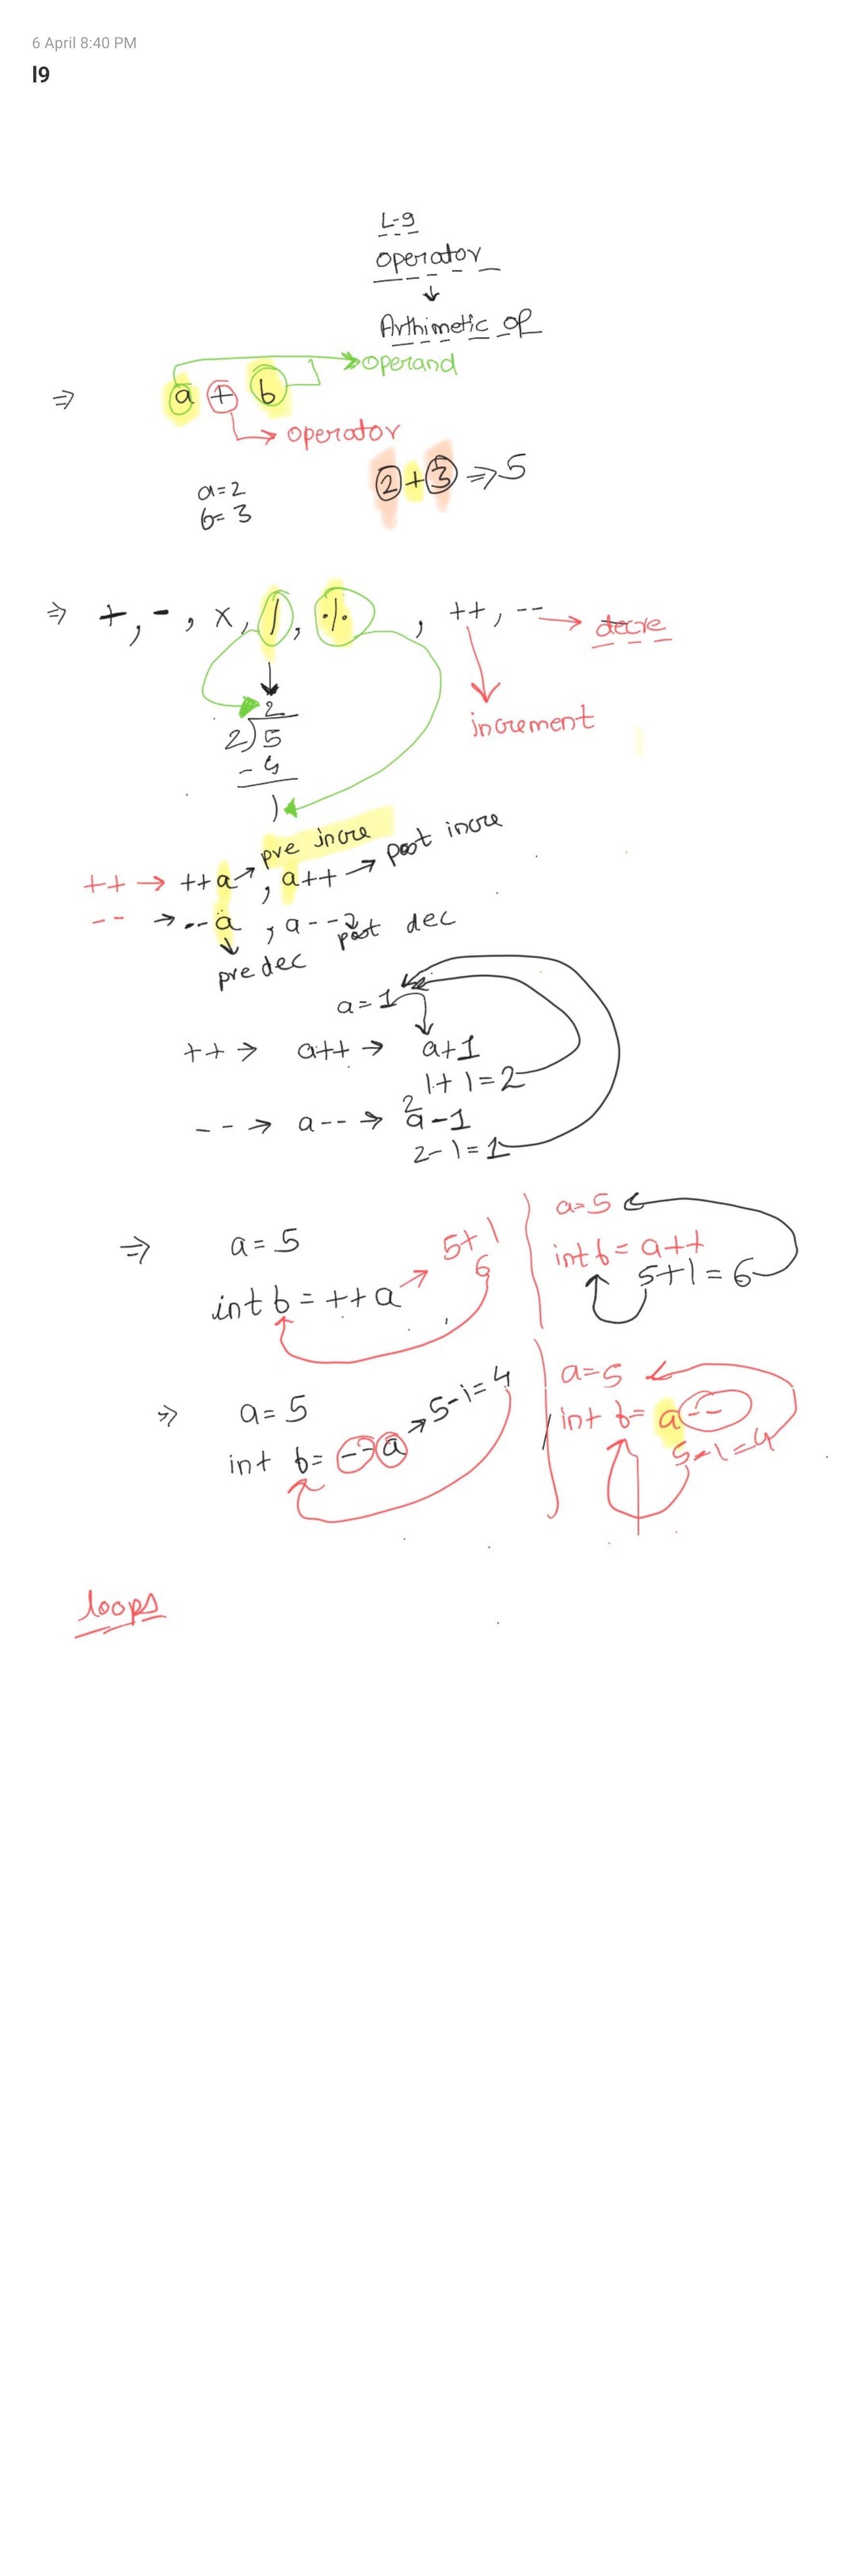 6 April 8:40 PM
l9
L-9
operator
↓
Arthimetic op
operand
⇒ a + b
operator
a=2
b=3
2+3 ⇒ 5
⇒ +, -, x, /, %, ++, -- → decre
increment
2
2)5
- 4
1
++ → ++a → pre incre, a++ → post incre
-- → --a, a-- → post dec
pre dec
a=1
++ → a++ → a+1
1+1=2
2
-- → a-- → a-1
2-1=1
⇒ a=5
int b = ++a → 5+1
6
a=5
int b = a++
5+1=6
⇒ a=5
int b= --a → 5-1=4
a=5
int b= a--
5-1=4
loops